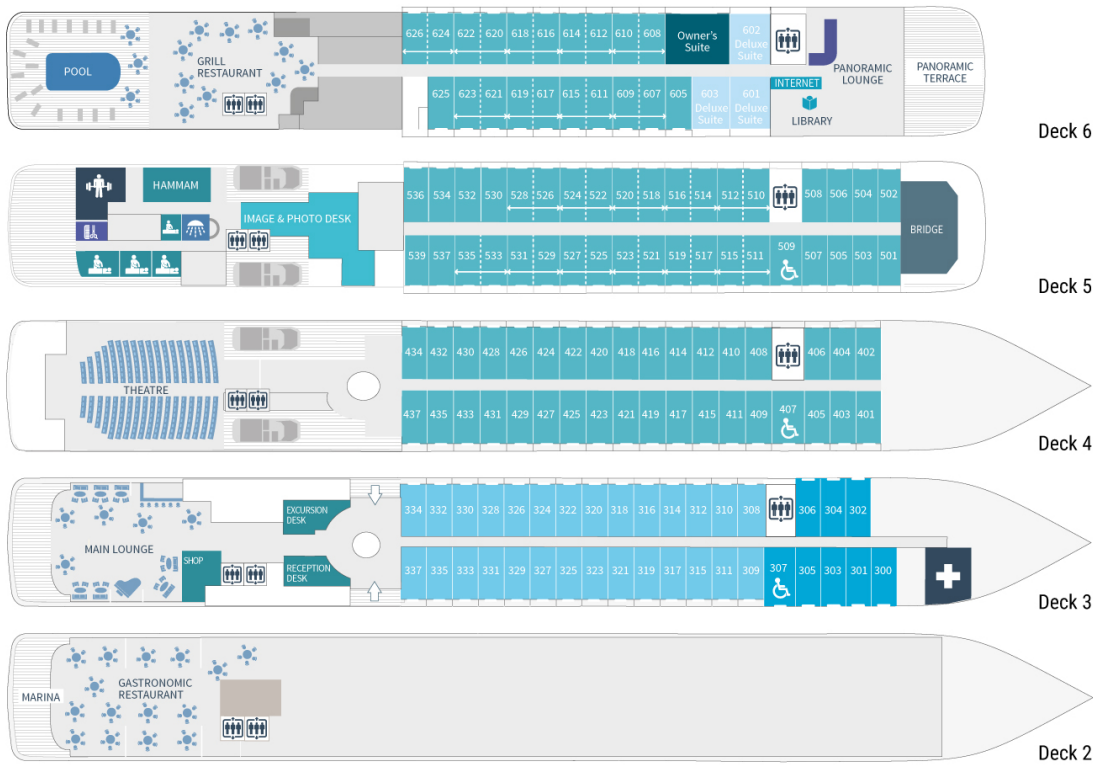 626 624 622 620 618 616 614 612 610 608
Owner's
Suite
602
Deluxe
Suite
POOL
GRILL
RESTAURANT
PANORAMIC
LOUNGE
PANORAMIC
TERRACE
INTERNET
LIBRARY
625 623 621 619 617 615 611 609 607 605
603
Deluxe
Suite
601
Deluxe
Suite
Deck 6
HAMMAM
IMAGE & PHOTO DESK
536 534 532 530 528 526 524 522 520 518 516 514 512 510 508 506 504 502
BRIDGE
539 537 535 533 531 529 527 525 523 521 519 517 515 511 509 507 505 503 501
Deck 5
434 432 430 428 426 424 422 420 418 416 414 412 410 408 406 404 402
THEATRE
437 435 433 431 429 427 425 423 421 419 417 415 411 409 407 405 403 401
Deck 4
EXCURSION
DESK
334 332 330 328 326 324 322 320 318 316 314 312 310 308 306 304 302
MAIN LOUNGE
SHOP
RECEPTION
DESK
337 335 333 331 329 327 325 323 321 319 317 315 311 309 307 305 303 301 300
Deck 3
MARINA
GASTRONOMIC
RESTAURANT
Deck 2